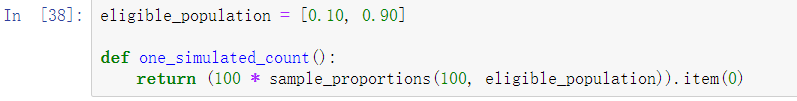 In [38]: eligible_population = [0.10, 0.90]
def one_simulated_count():
return (100 * sample_proportions(100, eligible_population)).item(0)